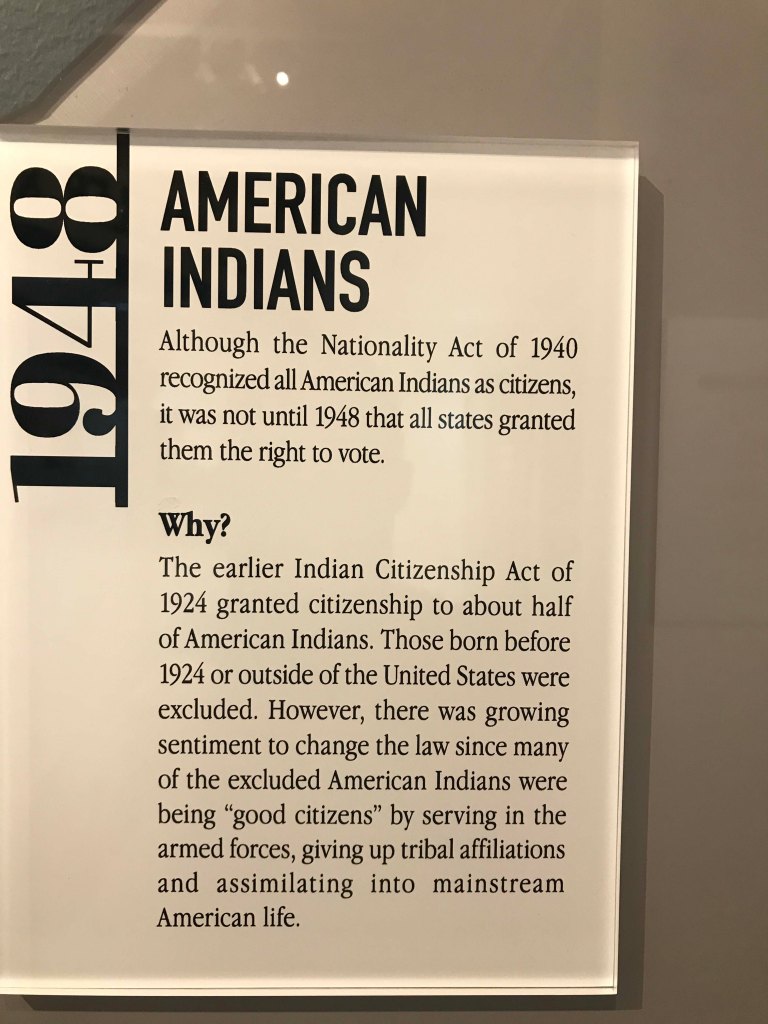 1948
AMERICAN
INDIANS
Although the Nationality Act of 1940
recognized all American Indians as citizens,
it was not until 1948 that all states granted
them the right to vote.
Why?
The earlier Indian Citizenship Act of
1924 granted citizenship to about half
of American Indians. Those born before
1924 or outside of the United States were
excluded. However, there was growing
sentiment to change the law since many
of the excluded American Indians were
being “good citizens” by serving in the
armed forces, giving up tribal affiliations
and assimilating into mainstream
American life.